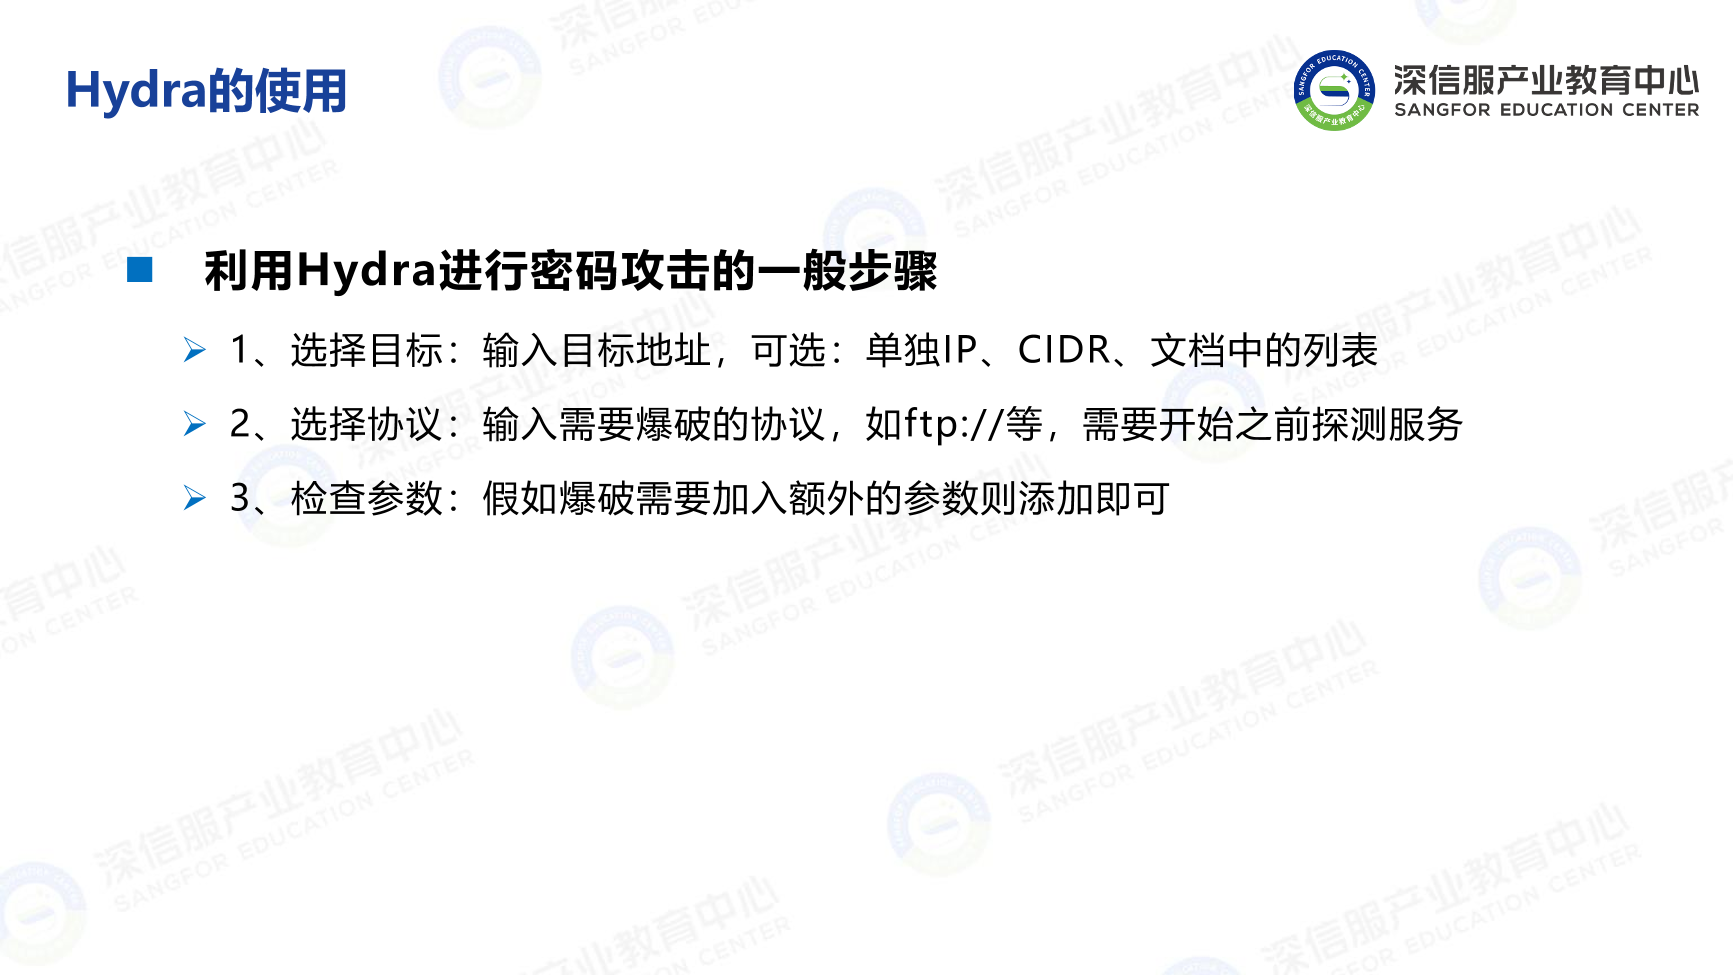 Hydra的使用
深信服产业教育中心
SANGFOR EDUCATION CENTER
利用Hydra进行密码攻击的一般步骤
1、选择目标：输入目标地址，可选：单独IP、CIDR、文档中的列表
2、选择协议：输入需要爆破的协议，如ftp://等，需要开始之前探测服务
3、检查参数：假如爆破需要加入额外的参数则添加即可